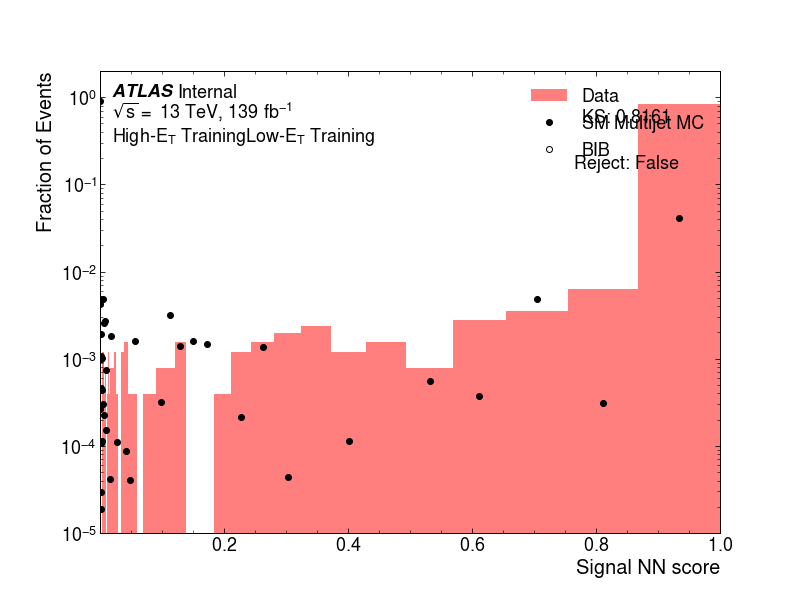 ATLAS Internal
√s = 13 TeV, 139 fb⁻¹
High-E_T TrainingLow-E_T Training
Data
KS: 0.8161
SM Multijet MC
BIB
Reject: False
Fraction of Events
10⁰
10⁻¹
10⁻²
10⁻³
10⁻⁴
10⁻⁵
0.2 0.4 0.6 0.8 1.0
Signal NN score